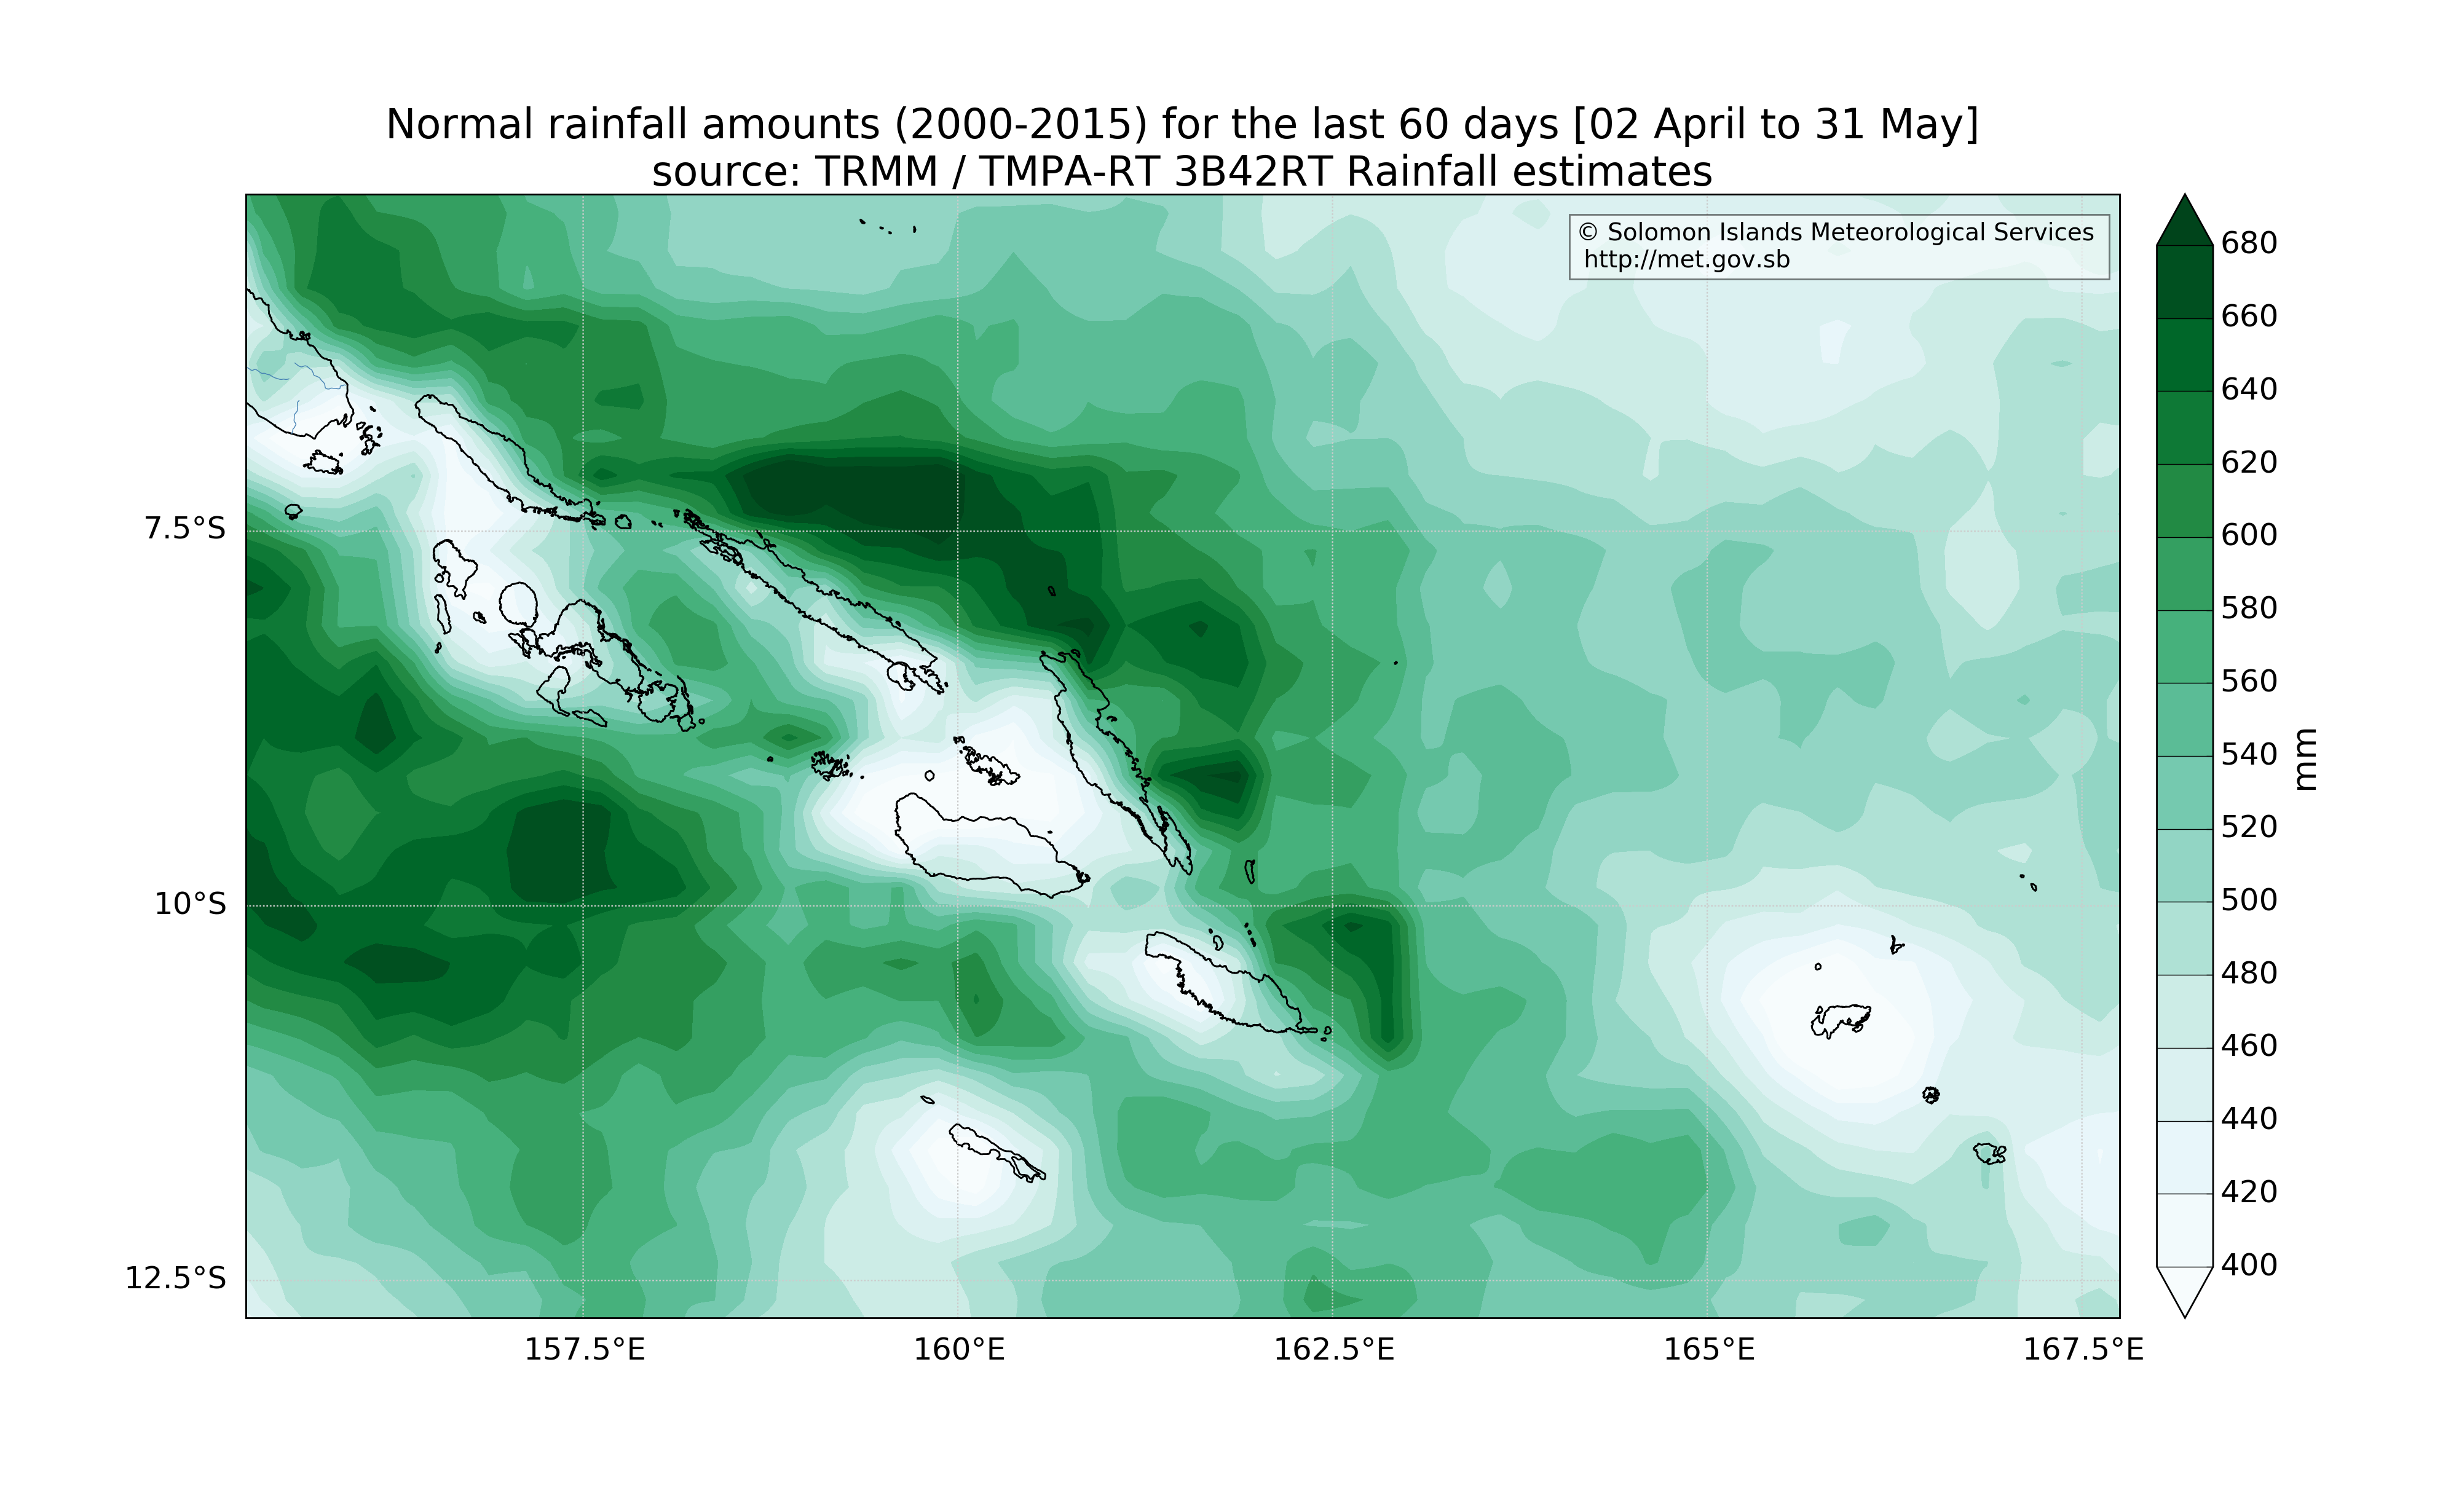 Normal rainfall amounts (2000-2015) for the last 60 days [02 April to 31 May]
source: TRMM / TMPA-RT 3B42RT Rainfall estimates
© Solomon Islands Meteorological Services
http://met.gov.sb
7.5°S
10°S
12.5°S
157.5°E
160°E
162.5°E
165°E
167.5°E
680
660
640
620
600
580
560
540
520
500
480
460
440
420
400
mm